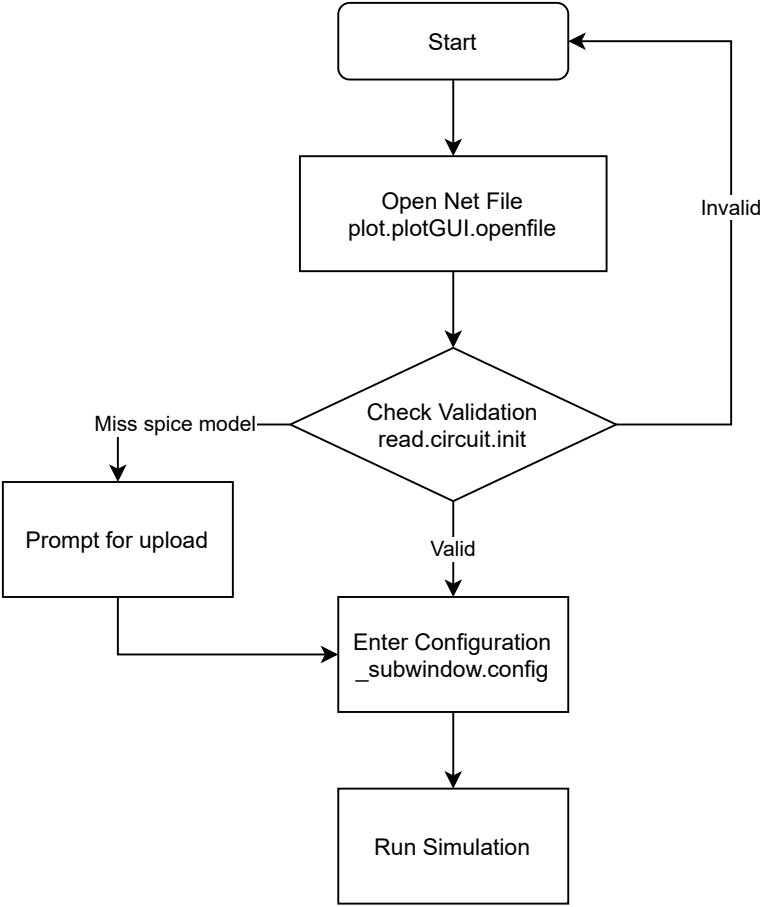 Start
Open Net File
plot.plotGUI.openfile
Invalid
Check Validation
read.circuit.init
Miss spice model
Prompt for upload
Valid
Enter Configuration
_subwindow.config
Run Simulation